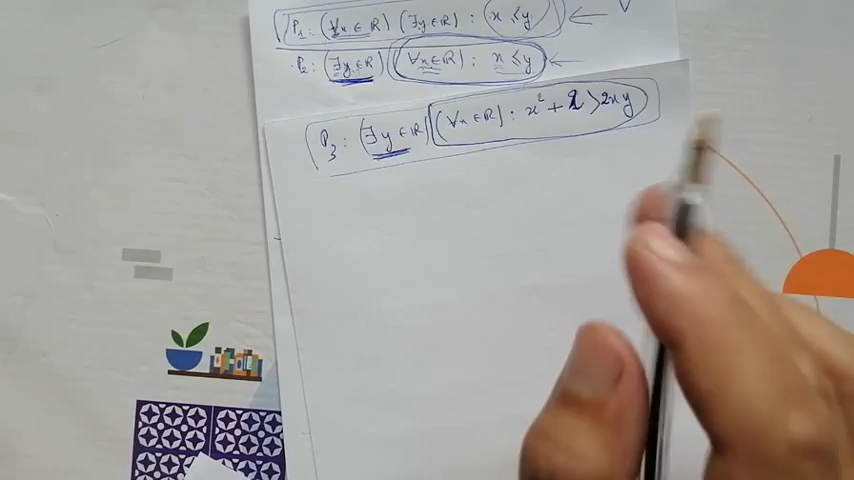 P₁ : (∀x ∈ ℝ) (∃y ∈ ℝ) : x ≤ y ←
P₂ : (∃y ∈ ℝ) (∀x ∈ ℝ) : x ≤ y ←
P₃ : (∃y ∈ ℝ) (∀x ∈ ℝ) : x² + 1 > 2xy